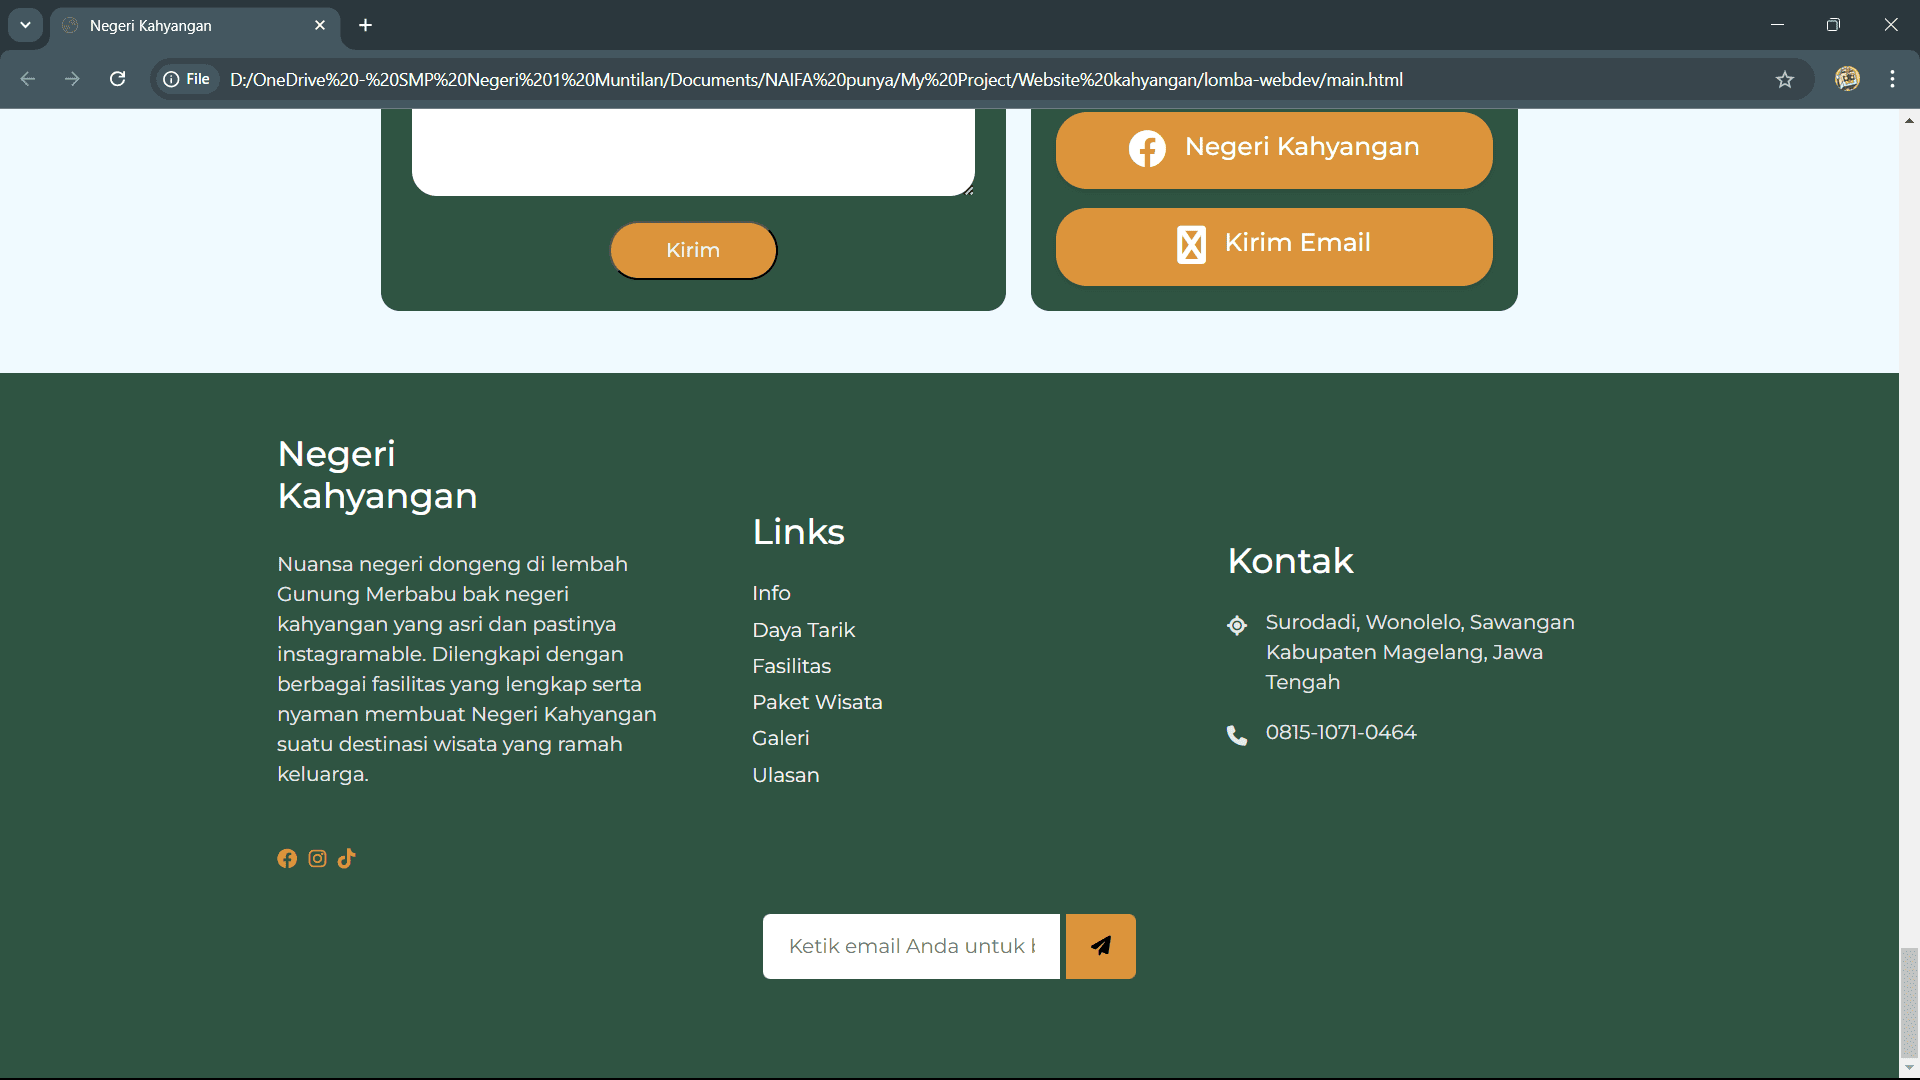 Negeri Kahyangan
File
D:/OneDrive%20-%20SMP%20Negeri%201%20Muntilan/Documents/NAIFA%20punya/My%20Project/Website%20kahyangan/lomba-webdev/main.html
Negeri Kahyangan
Kirim
Kirim Email
Negeri
Kahyangan
Nuansa negeri dongeng di lembah
Gunung Merbabu bak negeri
kahyangan yang asri dan pastinya
instagramable. Dilengkapi dengan
berbagai fasilitas yang lengkap serta
nyaman membuat Negeri Kahyangan
suatu destinasi wisata yang ramah
keluarga.
Links
Info
Daya Tarik
Fasilitas
Paket Wisata
Galeri
Ulasan
Kontak
Surodadi, Wonolelo, Sawangan
Kabupaten Magelang, Jawa
Tengah
0815-1071-0464
Ketik email Anda untuk